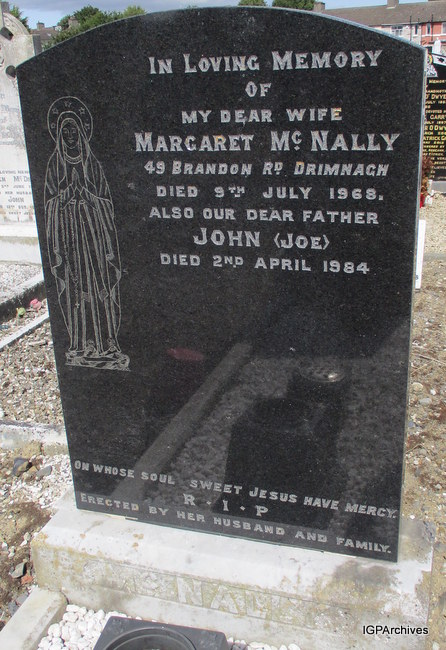 IN LOVING MEMORY
OF
MY DEAR WIFE
MARGARET MC NALLY
49 BRANDON RD DRIMNAGH
DIED 9TH JULY 1968.
ALSO OUR DEAR FATHER
JOHN (JOE)
DIED 2ND APRIL 1984
ON WHOSE SOUL SWEET JESUS HAVE MERCY.
R.I.P
ERECTED BY HER HUSBAND AND FAMILY.
IGPArchives